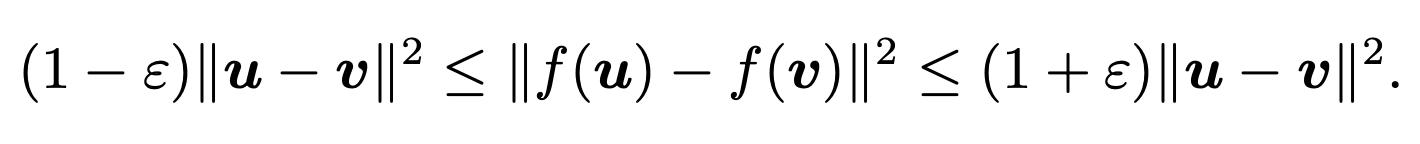 (1 − ε)‖𝒖 − 𝒗‖² ≤ ‖f(𝒖) − f(𝒗)‖² ≤ (1 + ε)‖𝒖 − 𝒗‖².